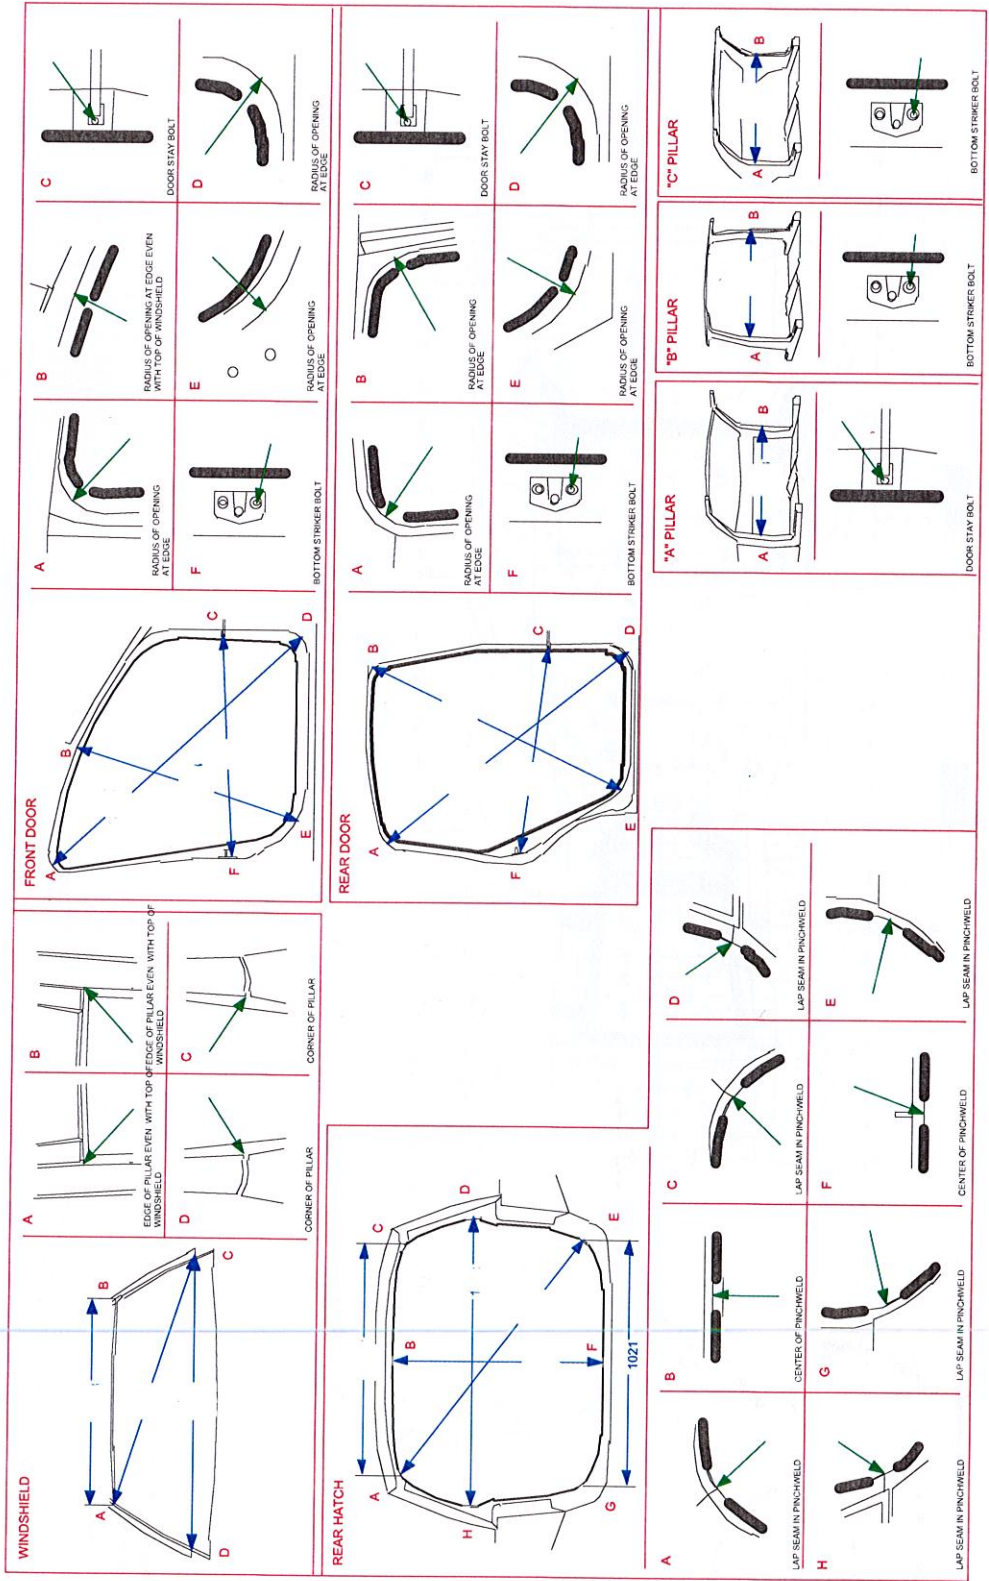 WINDSHIELD
A
B
C
D
A
EDGE OF PILLAR EVEN WITH TOP OF
WINDSHIELD
B
EDGE OF PILLAR EVEN WITH TOP OF
WINDSHIELD
D
CORNER OF PILLAR
C
CORNER OF PILLAR
FRONT DOOR
A
B
C
D
E
F
A
RADIUS OF OPENING
AT EDGE
B
RADIUS OF OPENING AT EDGE EVEN
WITH TOP OF WINDSHIELD
C
DOOR STAY BOLT
F
BOTTOM STRIKER BOLT
E
RADIUS OF OPENING
AT EDGE
D
RADIUS OF OPENING
AT EDGE
REAR HATCH
A
B
C
D
E
F
G
H
1
1021
REAR DOOR
A
B
C
D
E
F
A
RADIUS OF OPENING
AT EDGE
B
RADIUS OF OPENING
AT EDGE
C
DOOR STAY BOLT
F
BOTTOM STRIKER BOLT
E
RADIUS OF OPENING
AT EDGE
D
RADIUS OF OPENING
AT EDGE
A
LAP SEAM IN PINCHWELD
B
CENTER OF PINCHWELD
C
LAP SEAM IN PINCHWELD
D
LAP SEAM IN PINCHWELD
H
LAP SEAM IN PINCHWELD
G
LAP SEAM IN PINCHWELD
F
CENTER OF PINCHWELD
E
LAP SEAM IN PINCHWELD
"A" PILLAR
A
B
DOOR STAY BOLT
"B" PILLAR
A
B
BOTTOM STRIKER BOLT
"C" PILLAR
A
B
BOTTOM STRIKER BOLT